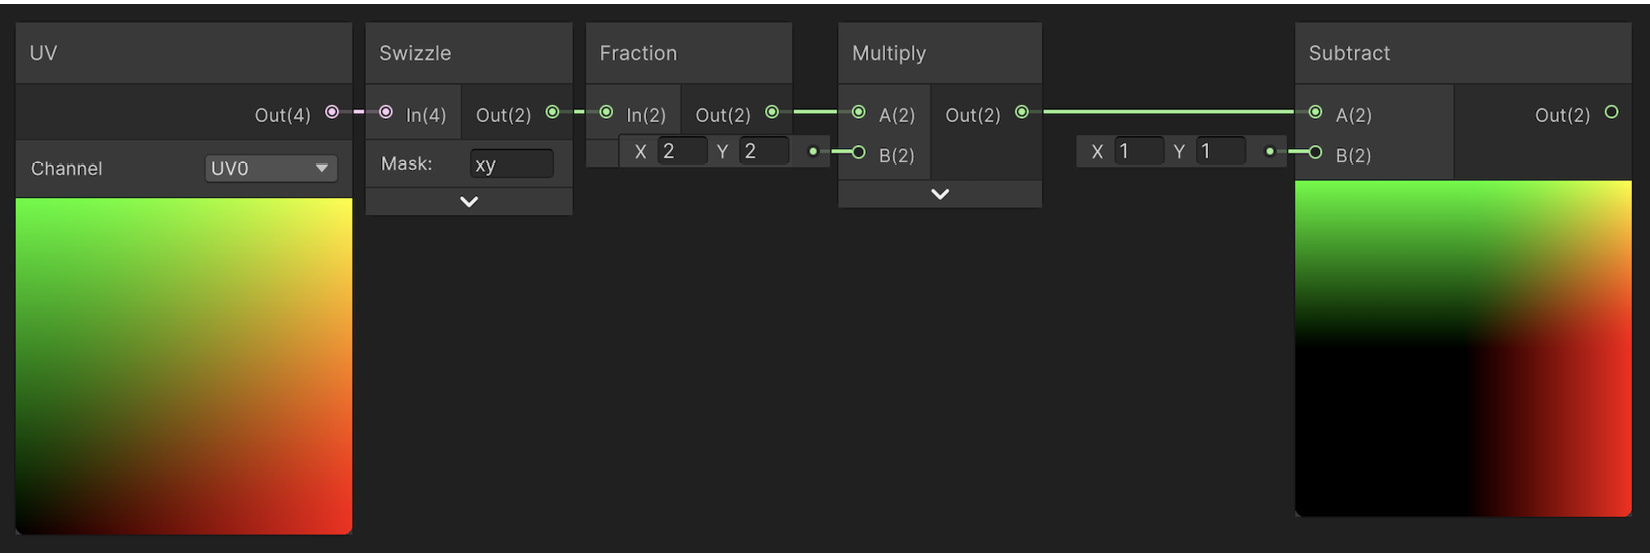 UV
Out(4)
Channel
UV0
Swizzle
In(4)
Out(2)
Mask:
xy
Fraction
In(2)
Out(2)
X 2 Y 2
Multiply
A(2)
B(2)
Out(2)
X 1 Y 1
Subtract
A(2)
B(2)
Out(2)